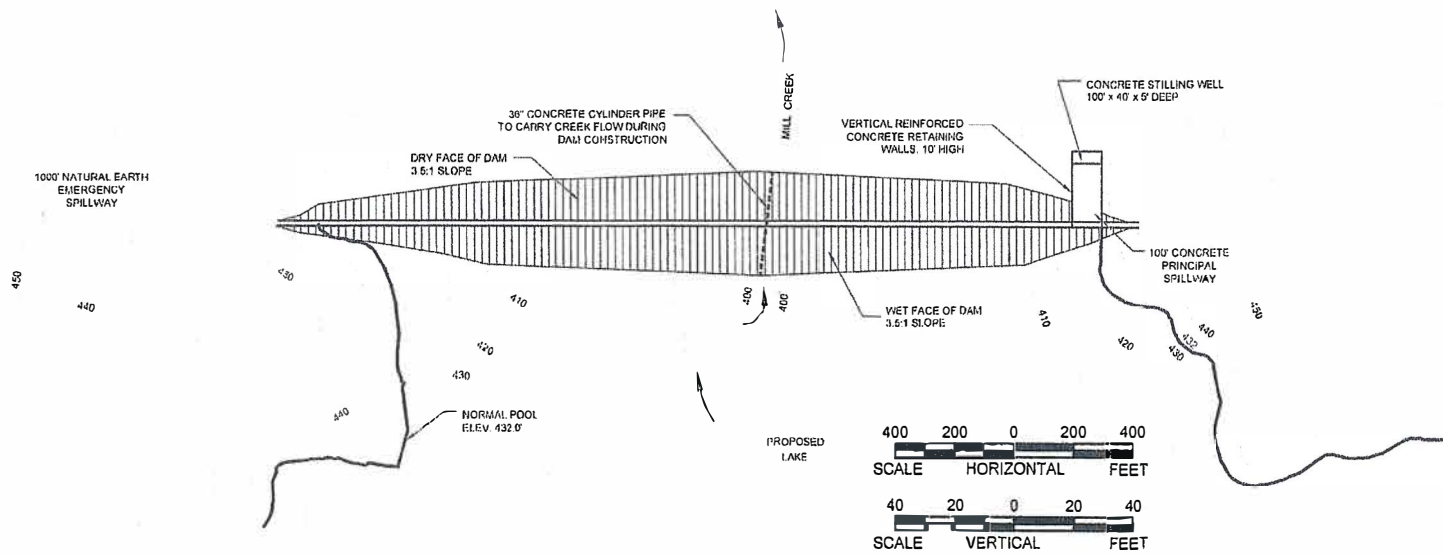 MILL CREEK
CONCRETE STILLING WELL
100' x 40' x 5' DEEP
36" CONCRETE CYLINDER PIPE
TO CARRY CREEK FLOW DURING
DAM CONSTRUCTION
VERTICAL REINFORCED
CONCRETE RETAINING
WALLS, 10' HIGH
DRY FACE OF DAM
3.5:1 SLOPE
1000' NATURAL EARTH
EMERGENCY
SPILLWAY
100' CONCRETE
PRINCIPAL
SPILLWAY
450
440
430
410
400
400
WET FACE OF DAM
3.5:1 SLOPE
410
420
430
432
440
450
420
430
440
NORMAL POOL
ELEV. 432.0'
PROPOSED
LAKE
400 200 0 200 400
SCALE HORIZONTAL FEET
40 20 0 20 40
SCALE VERTICAL FEET